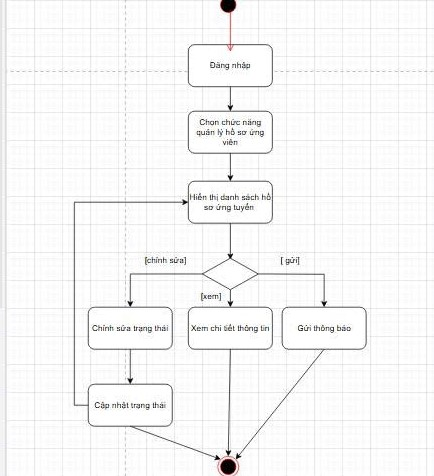 Đăng nhập
Chọn chức năng
quản lý hồ sơ ứng
viên
Hiển thị danh sách hồ
sơ ứng tuyển
[chỉnh sửa]
[ gửi]
[xem]
Chỉnh sửa trạng thái
Xem chi tiết thông tin
Gửi thông báo
Cập nhật trạng thái